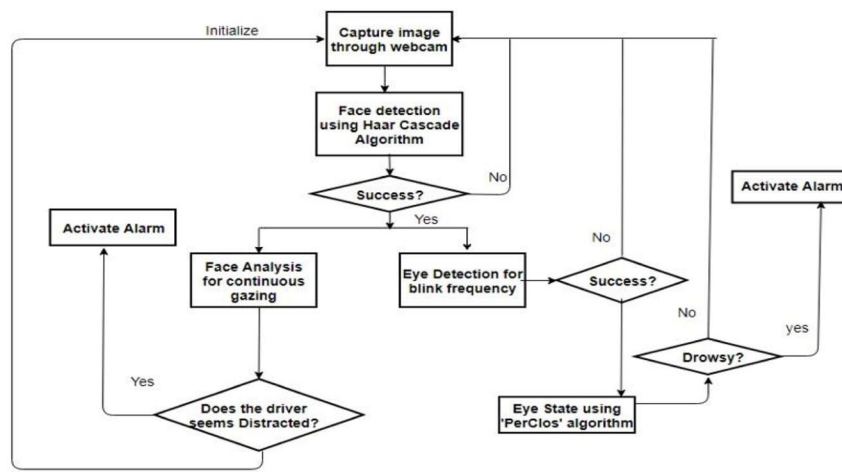 Initialize
Capture image
through webcam
Face detection
using Haar Cascade
Algorithm
No
Success?
Yes
Activate Alarm
Activate Alarm
Face Analysis
for continuous
gazing
Eye Detection for
blink frequency
No
Success?
No
yes
Drowsy?
Yes
Does the driver
seems Distracted?
Eye State using
'PerClos' algorithm